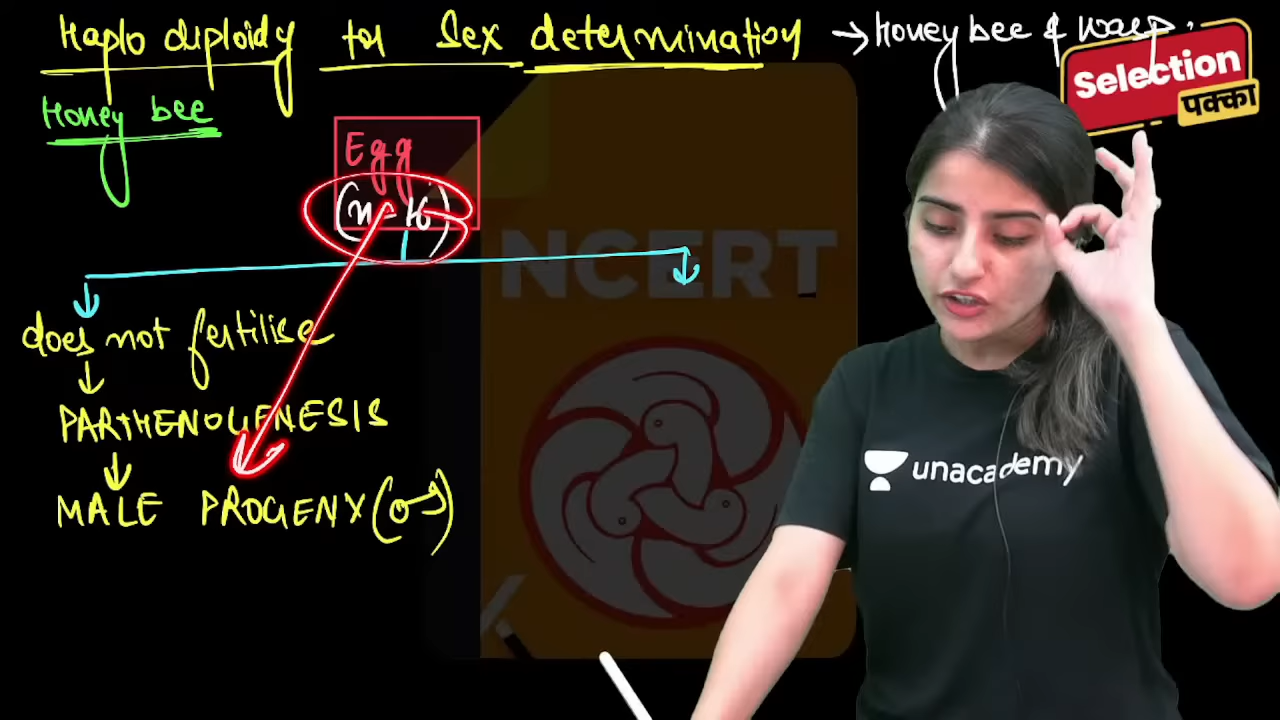 Haplo diploidy for Sex determination → Honey bee & wasp.
Honey bee
Selection
पक्का
Egg
(n=16)
NCERT
does not fertilise
PARTHENOGENESIS
unacademy
MALE PROGENY (♂)